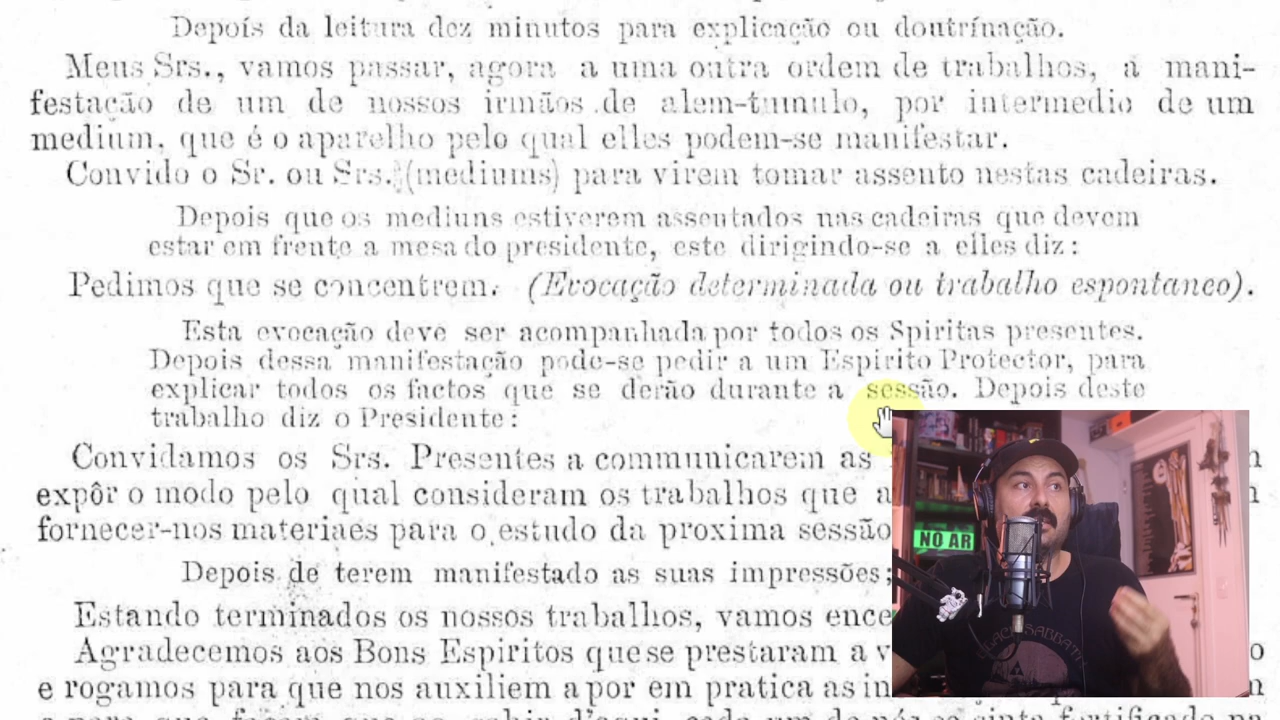 Depois da leitura dez minutos para explicação ou doutrínação.
Meus Srs., vamos passar, agora a uma outra ordem de trabalhos, á mani-
festação de um de nossos irmãos de alem-tumulo, por intermedio de um
medium, que é o aparelho pelo qual elles podem-se manifestar.
Convido o Sr. ou Srs. (mediums) para virem tomar assento nestas cadeiras.
Depois que os mediuns estiverem assentados nas cadeiras que devem
estar em frente a mesa do presidente, este dirigindo-se a elles diz:
Pedimos que se concentrem. (Evocação determinada ou trabalho espontaneo).
Esta evocação deve ser acompanhada por todos os Spiritas presentes.
Depois dessa manifestação pode-se pedir a um Espirito Protector, para
explicar todos os factos que se derão durante a sessão. Depois deste
trabalho diz o Presidente:
Convidamos os Srs. Presentes a communicarem as
expôr o modo pelo qual consideram os trabalhos que a
fornecer-nos materiaes para o estudo da proxima sessão
Depois de terem manifestado as suas impressões;
Estando terminados os nossos trabalhos, vamos ence
Agradecemos aos Bons Espiritos que se prestaram a v
e rogamos para que nos auxiliem a por em pratica as in
NO AR
BLACK SABBATH